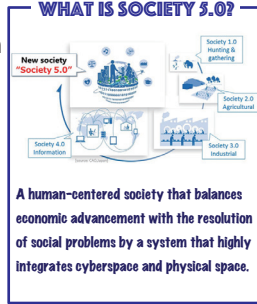 WHAT IS SOCIETY 5.0?
New society
"Society 5.0"
Society 1.0
Hunting &
gathering
Society 2.0
Agricultural
Society 3.0
Industrial
Society 4.0
Information
A human-centered society that balances
economic advancement with the resolution
of social problems by a system that highly
integrates cyberspace and physical space.